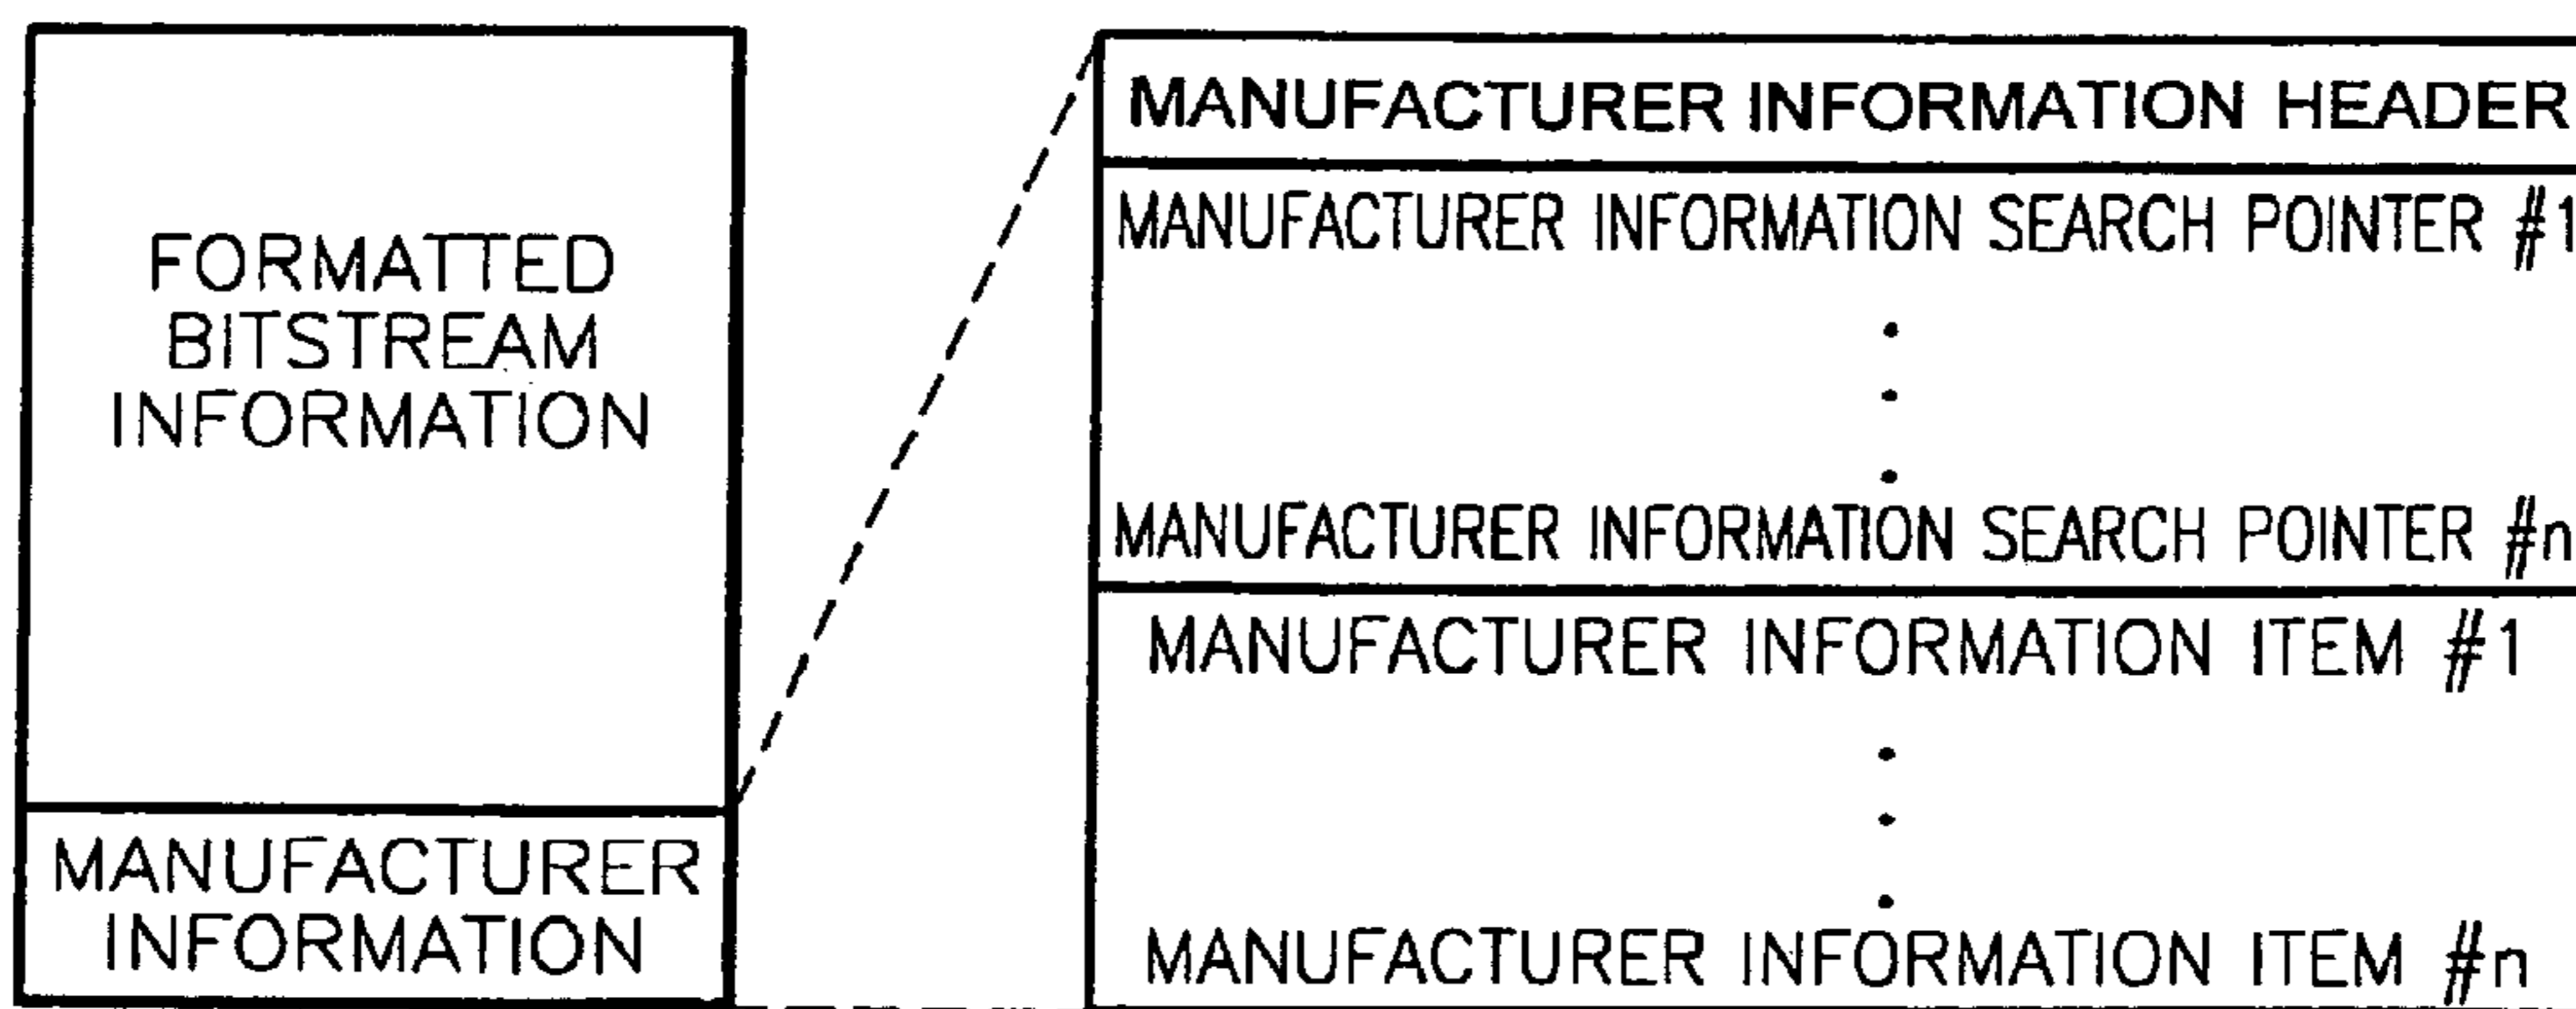 FORMATTED
BITSTREAM
INFORMATION
MANUFACTURER
INFORMATION
MANUFACTURER INFORMATION HEADER
MANUFACTURER INFORMATION SEARCH POINTER #1
MANUFACTURER INFORMATION SEARCH POINTER #n
MANUFACTURER INFORMATION ITEM #1
MANUFACTURER INFORMATION ITEM #n